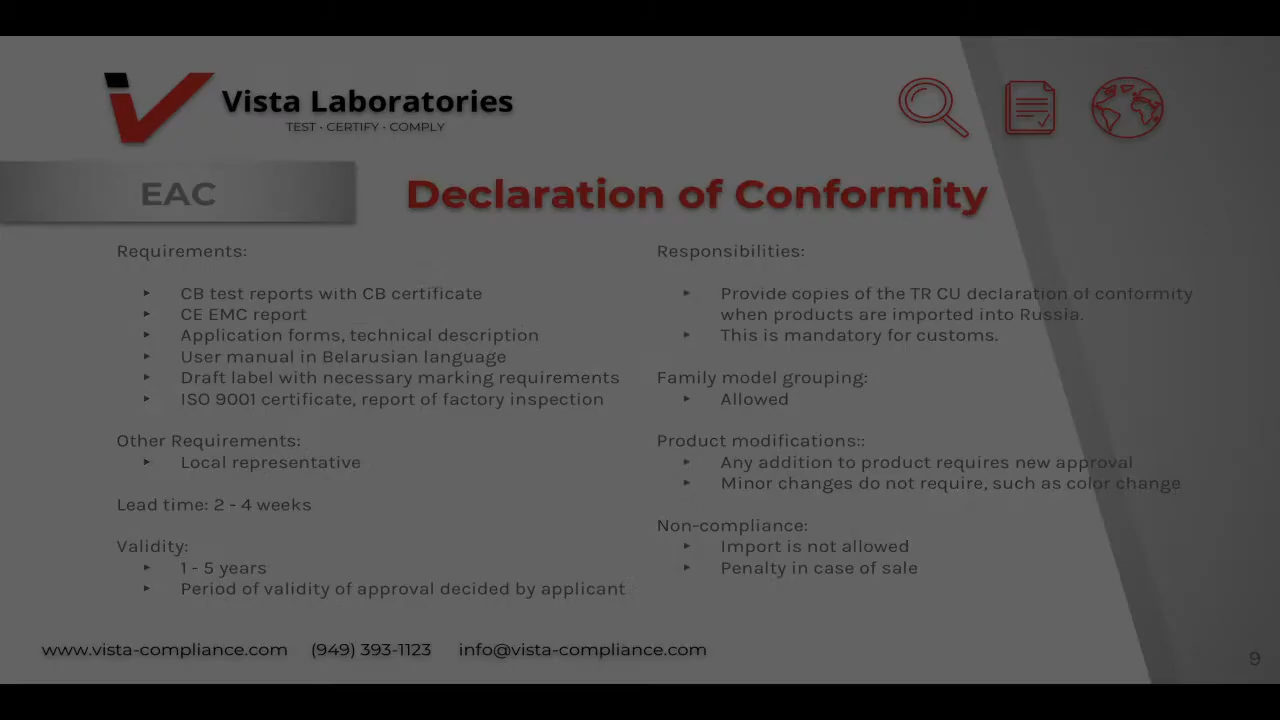 Vista Laboratories
TEST · CERTIFY · COMPLY
EAC
Declaration of Conformity
Requirements:
CB test reports with CB certificate
CE EMC report
Application forms, technical description
User manual in Belarusian language
Draft label with necessary marking requirements
ISO 9001 certificate, report of factory inspection
Other Requirements:
Local representative
Lead time: 2 - 4 weeks
Validity:
1 - 5 years
Period of validity of approval decided by applicant
Responsibilities:
Provide copies of the TR CU declaration of conformity
when products are imported into Russia.
This is mandatory for customs.
Family model grouping:
Allowed
Product modifications::
Any addition to product requires new approval
Minor changes do not require, such as color change
Non-compliance:
Import is not allowed
Penalty in case of sale
www.vista-compliance.com (949) 393-1123 info@vista-compliance.com
9